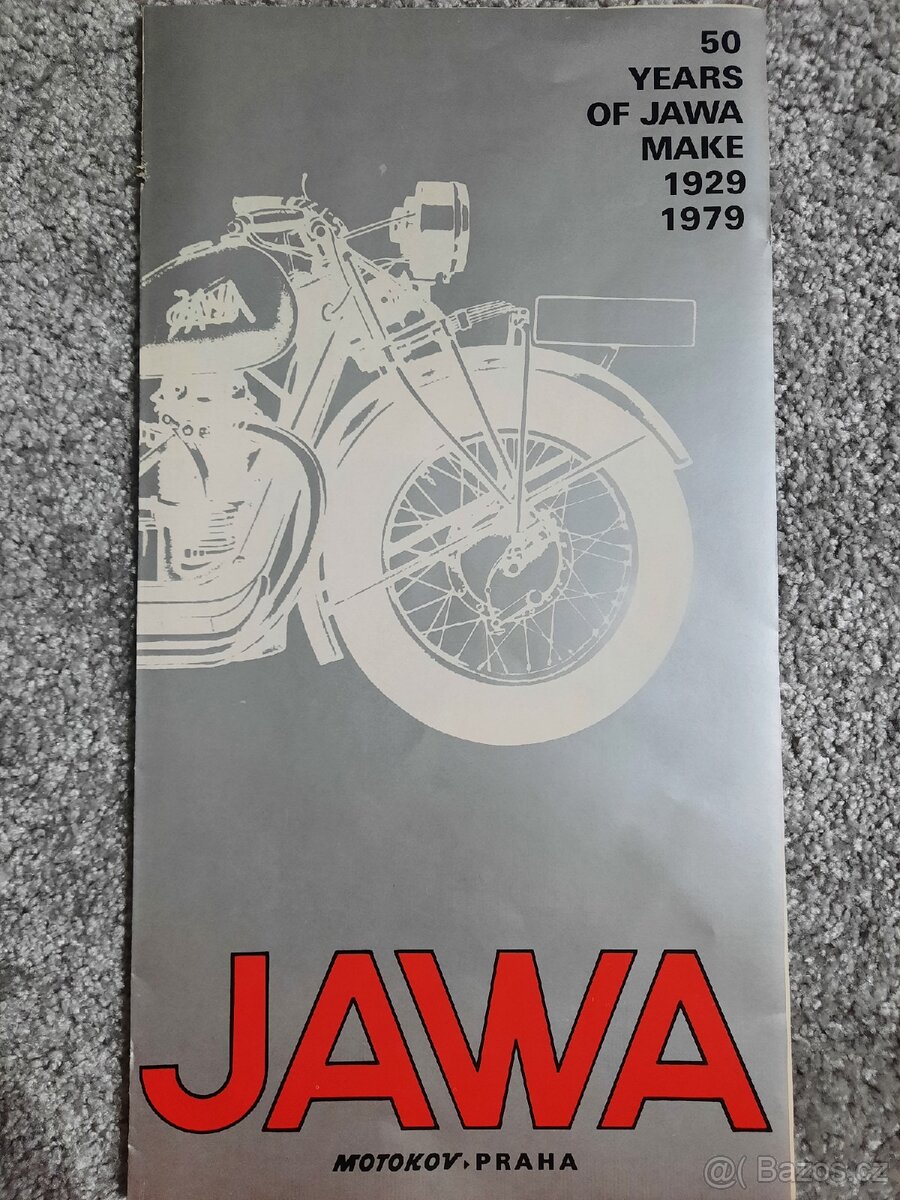 50
YEARS
OF JAWA
MAKE
1929
1979
JAWA
JAWA
MOTOKOV PRAHA
@( Bazos.cz